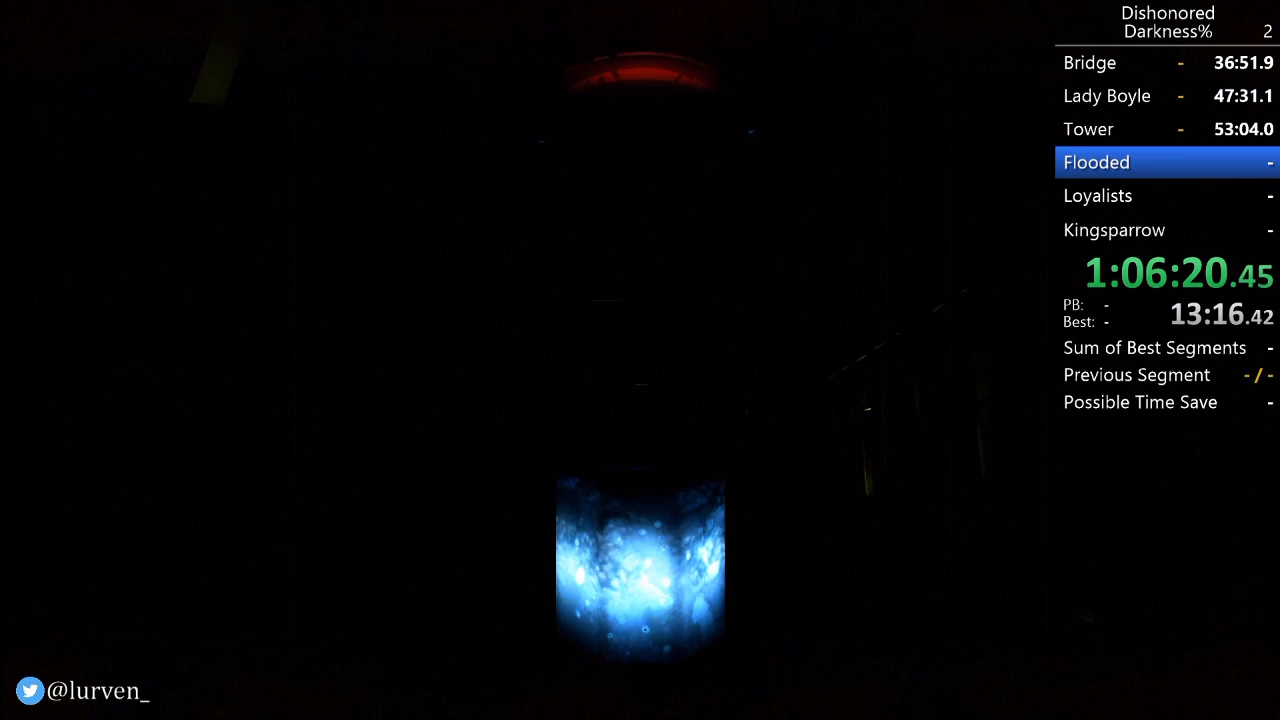 Dishonored
Darkness% 2
Bridge - 36:51.9
Lady Boyle - 47:31.1
Tower - 53:04.0
Flooded -
Loyalists -
Kingsparrow -
1:06:20.45
PB: - 13:16.42
Best: -
Sum of Best Segments -
Previous Segment - / -
Possible Time Save -
@lurven_